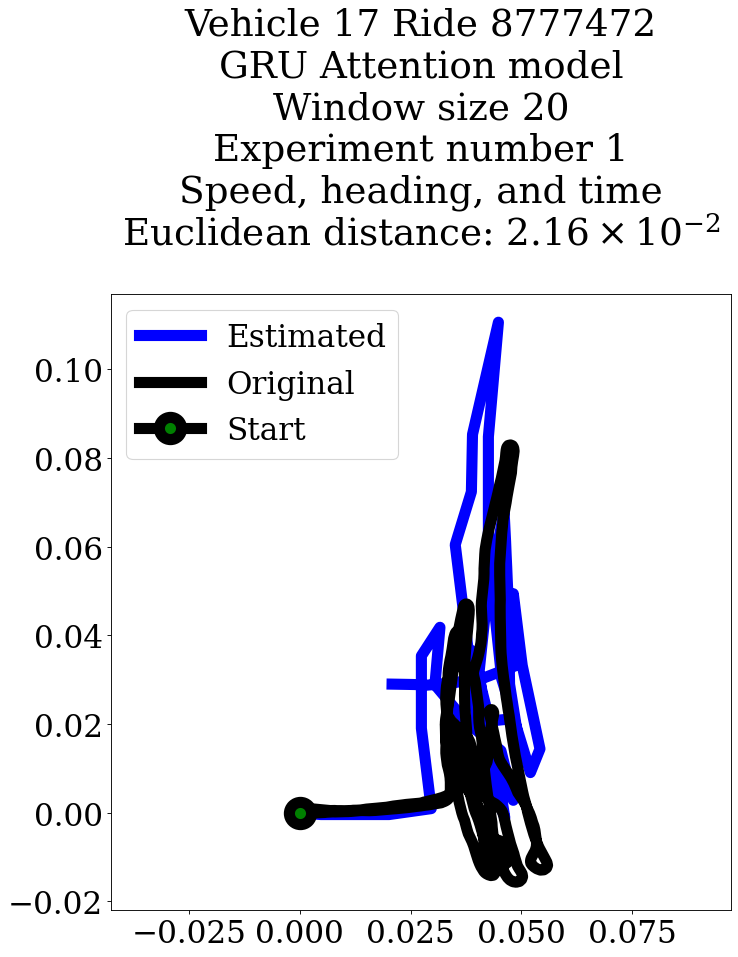 Vehicle 17 Ride 8777472
GRU Attention model
Window size 20
Experiment number 1
Speed, heading, and time
Euclidean distance: 2.16 × 10⁻²
Estimated
Original
Start
0.10
0.08
0.06
0.04
0.02
0.00
−0.02
−0.025 0.000 0.025 0.050 0.075